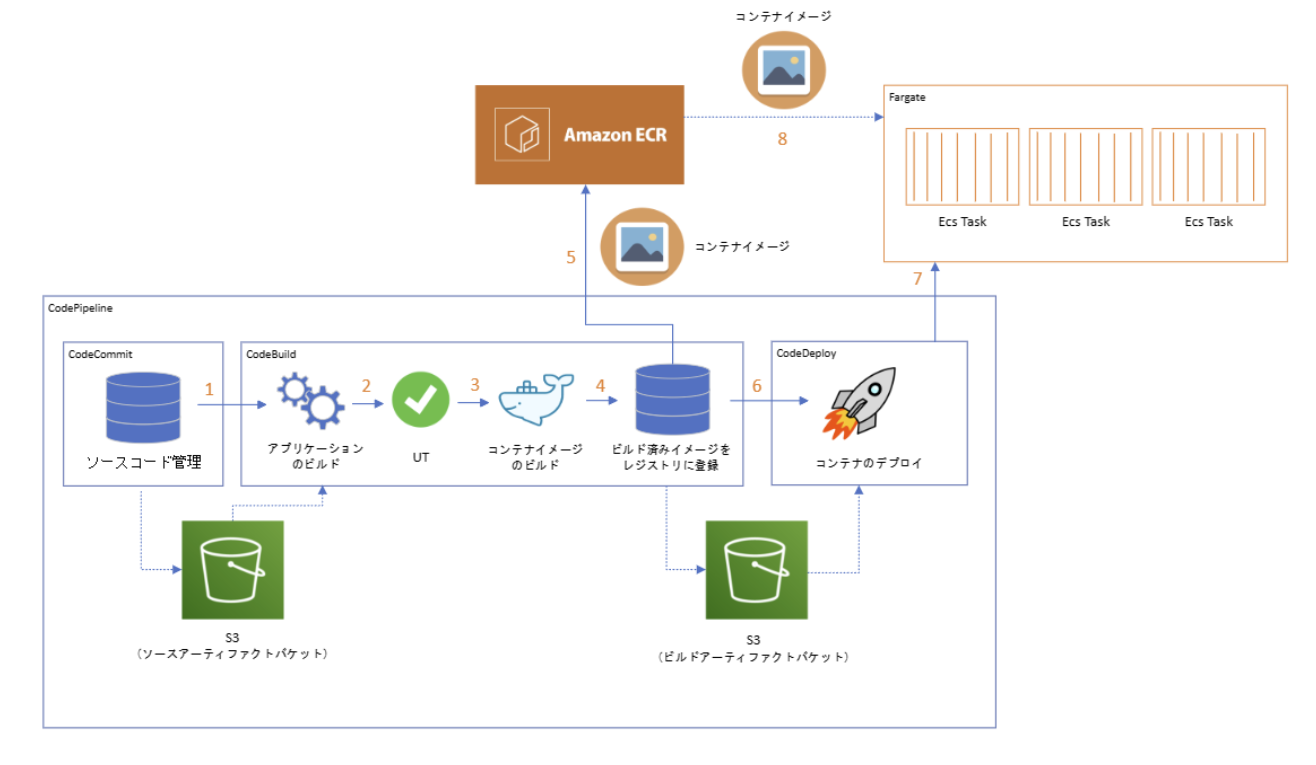 コンテナイメージ
Amazon ECR
8
Fargate
Ecs Task
Ecs Task
Ecs Task
5
コンテナイメージ
7
CodePipeline
CodeCommit
1
ソースコード管理
CodeBuild
アプリケーション
のビルド
2
UT
3
コンテナイメージ
のビルド
4
ビルド済みイメージを
レジストリに登録
6
CodeDeploy
コンテナのデプロイ
S3
（ソースアーティファクトバケット）
S3
（ビルドアーティファクトバケット）